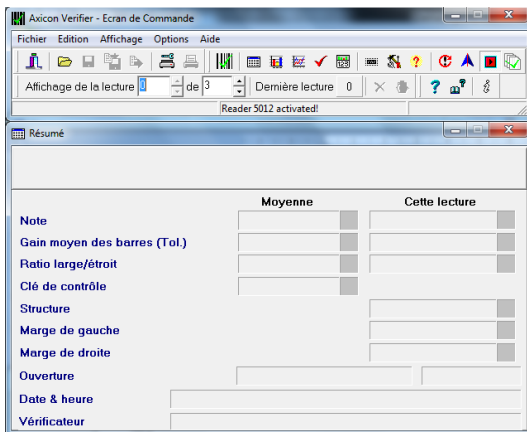 Axicon Verifier - Ecran de Commande
Fichier Edition Affichage Options Aide
Affichage de la lecture 0 de 3 Dernière lecture 0
Reader 5012 activated!
Résumé
Moyenne Cette lecture
Note
Gain moyen des barres (Tol.)
Ratio large/étroit
Clé de contrôle
Structure
Marge de gauche
Marge de droite
Ouverture
Date & heure
Vérificateur